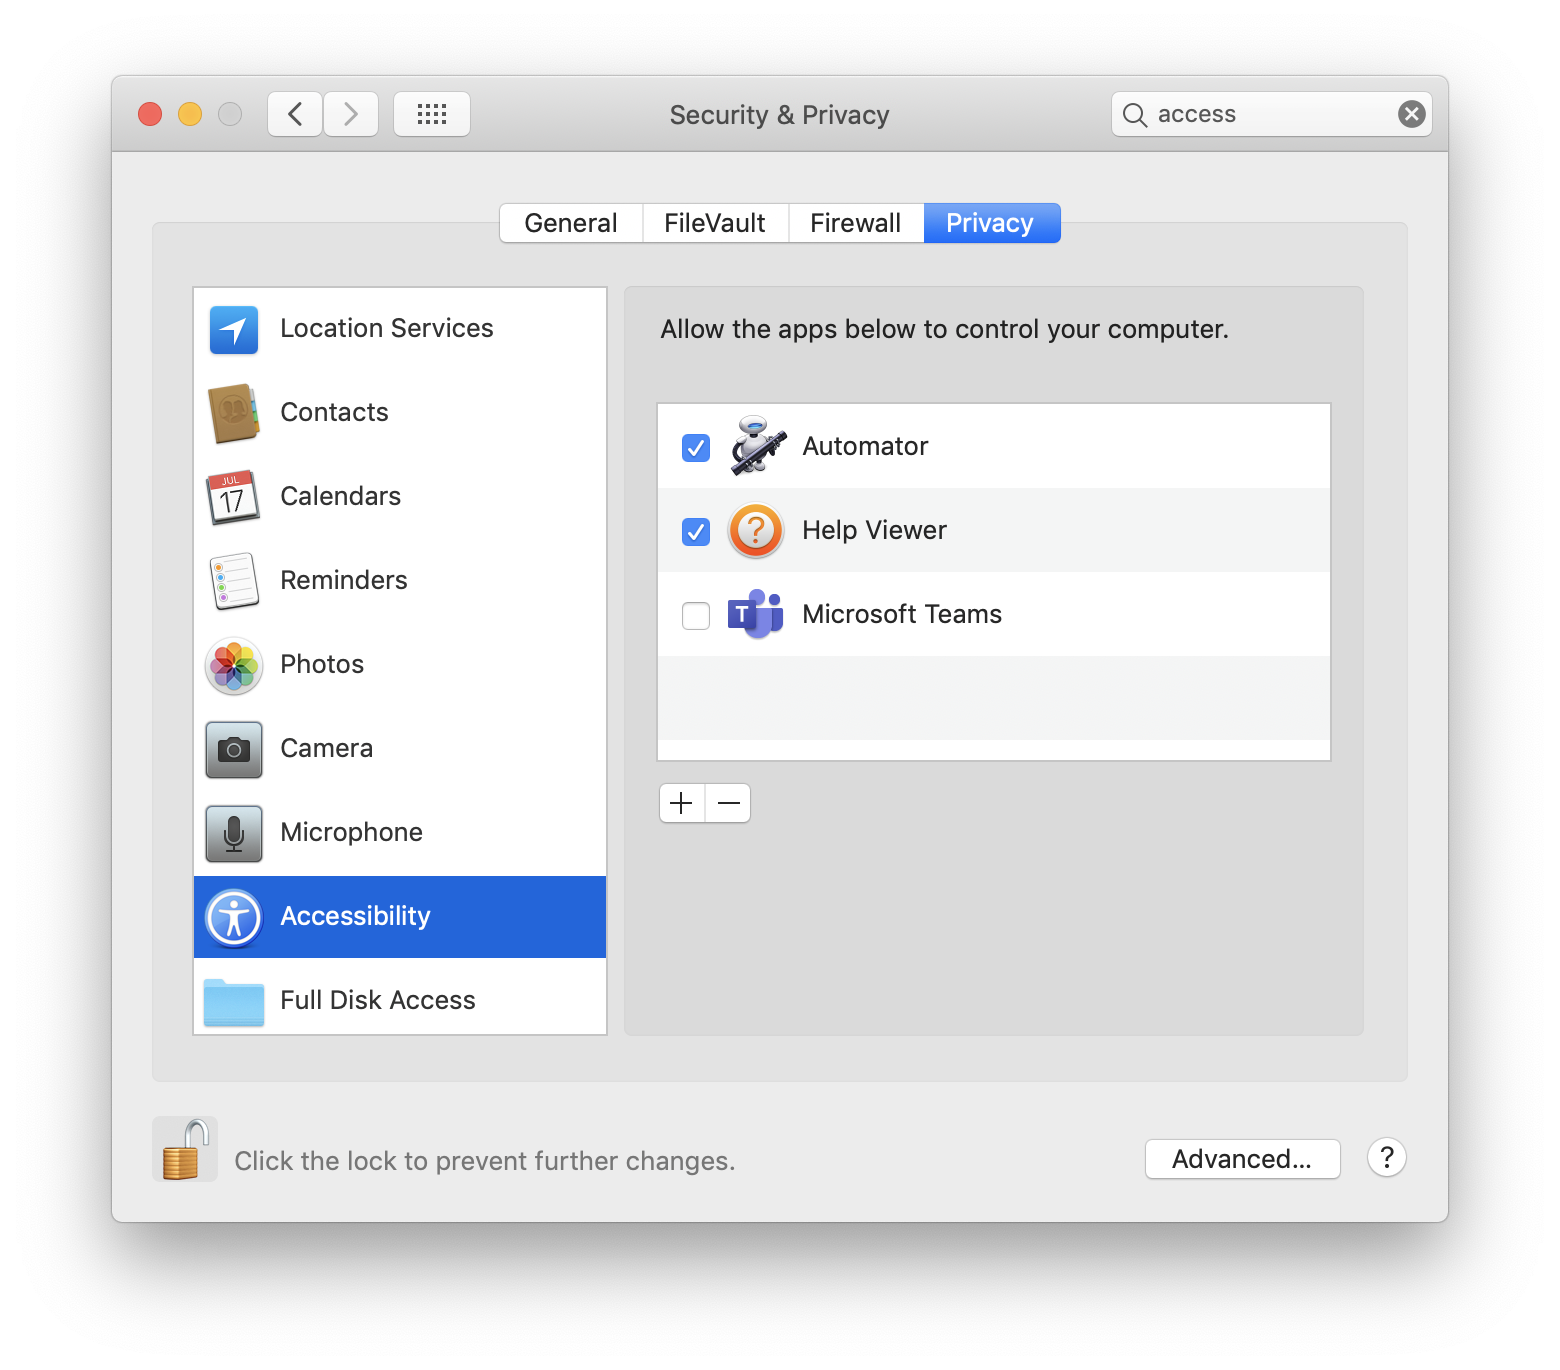 Security & Privacy
access
General
FileVault
Firewall
Privacy
Location Services
Contacts
JUL
17
Calendars
Reminders
Photos
Camera
Microphone
Accessibility
Full Disk Access
Allow the apps below to control your computer.
Automator
?
Help Viewer
T
Microsoft Teams
Click the lock to prevent further changes.
Advanced...
?